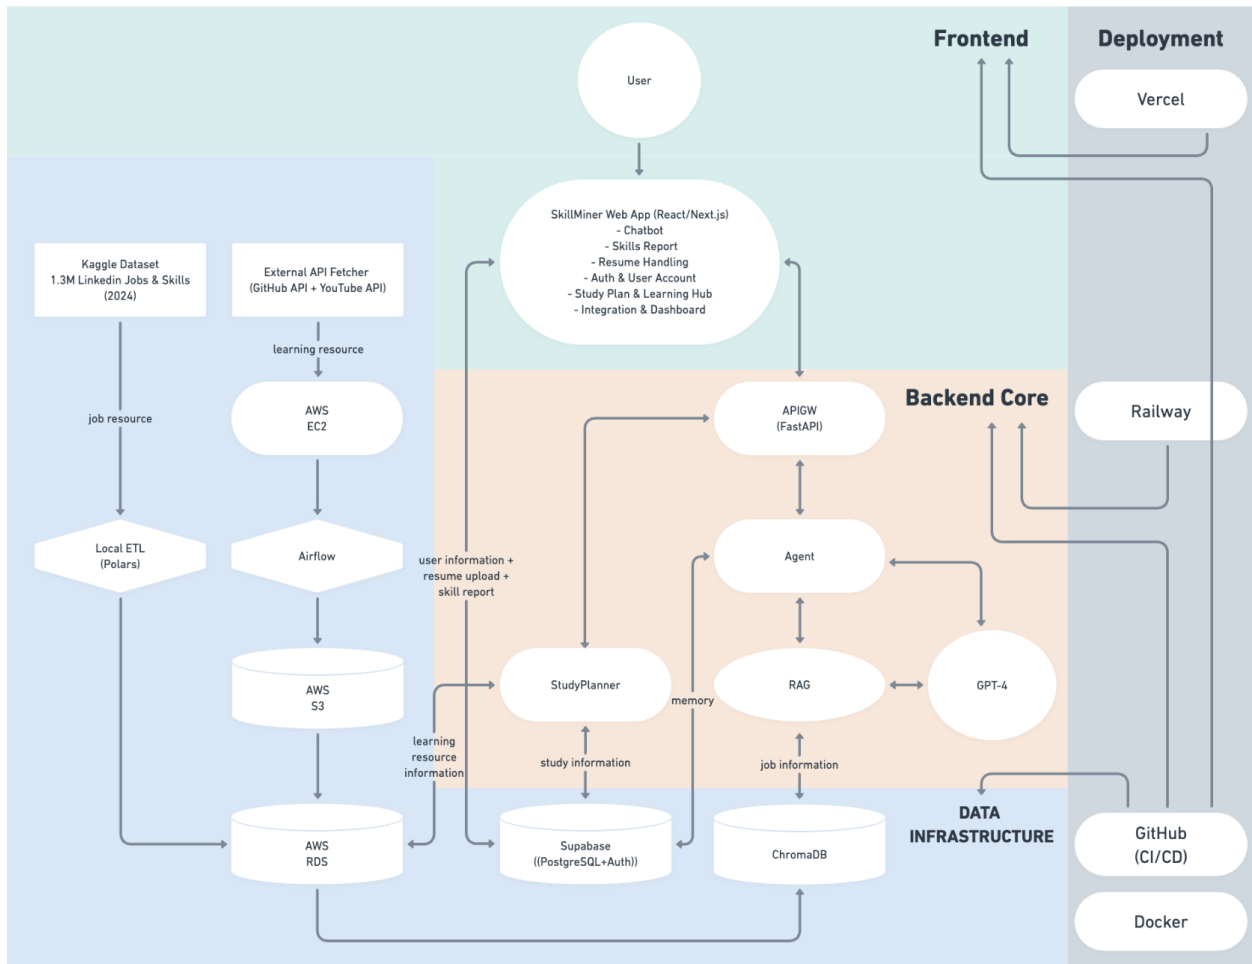 Frontend
Deployment
User
Vercel
SkillMiner Web App (React/Next.js)
- Chatbot
- Skills Report
- Resume Handling
- Auth & User Account
- Study Plan & Learning Hub
- Integration & Dashboard
Kaggle Dataset
1.3M Linkedin Jobs & Skills
(2024)
External API Fetcher
(GitHub API + YouTube API)
learning resource
job resource
AWS
EC2
APIGW
(FastAPI)
Backend Core
Railway
Local ETL
(Polars)
Airflow
user information +
resume upload +
skill report
Agent
AWS
S3
StudyPlanner
memory
RAG
GPT-4
learning
resource
information
study information
job information
AWS
RDS
Supabase
((PostgreSQL+Auth))
ChromaDB
DATA
INFRASTRUCTURE
GitHub
(CI/CD)
Docker